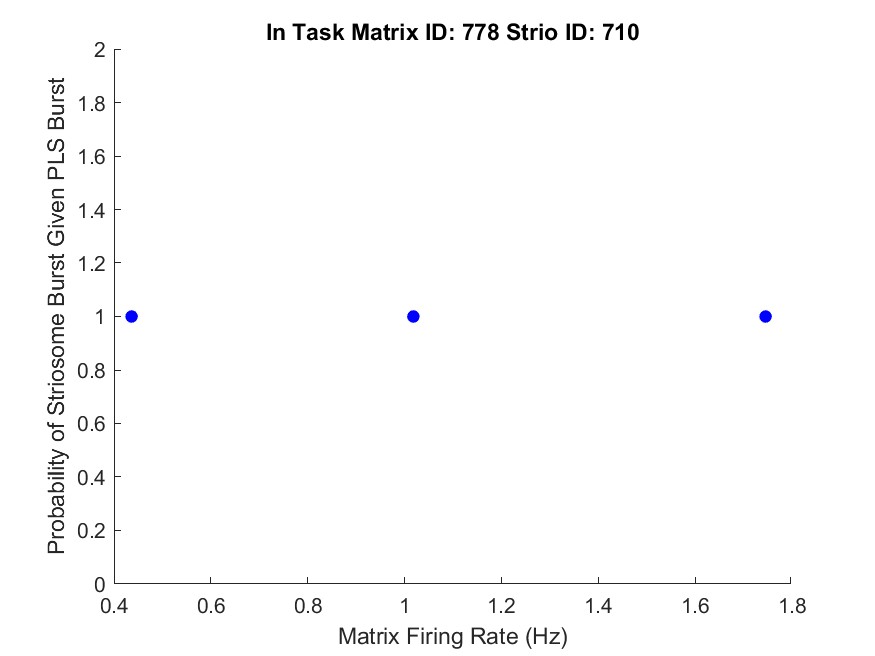 In Task Matrix ID: 778 Strio ID: 710
Probability of Striosome Burst Given PLS Burst
2
1.8
1.6
1.4
1.2
1
0.8
0.6
0.4
0.2
0
0.4 0.6 0.8 1 1.2 1.4 1.6 1.8
Matrix Firing Rate (Hz)